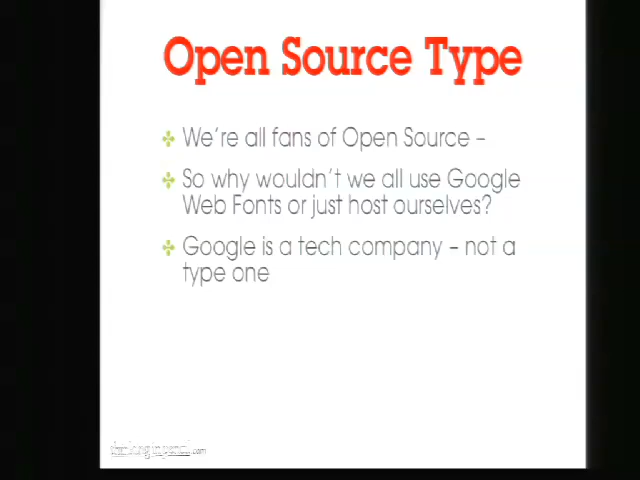 Open Source Type
We're all fans of Open Source –
So why wouldn't we all use Google
Web Fonts or just host ourselves?
Google is a tech company – not a
type one